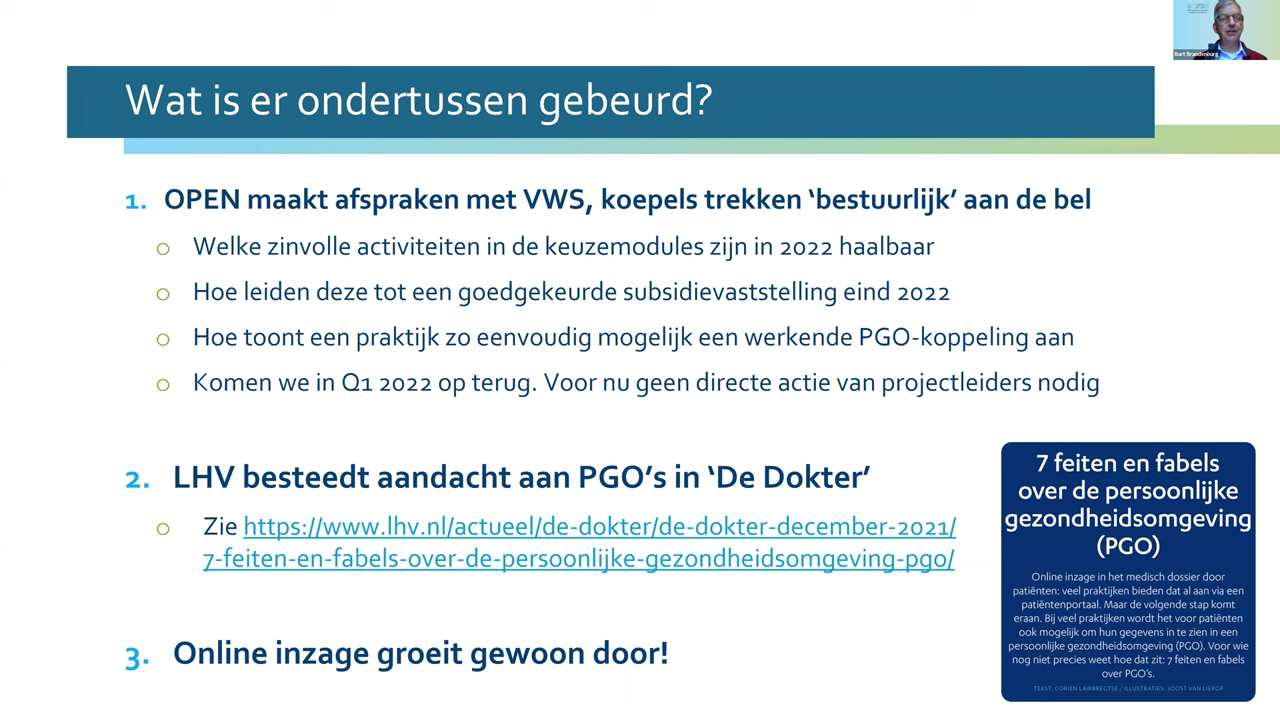 Bart Brandenburg
Wat is er ondertussen gebeurd?
1. OPEN maakt afspraken met VWS, koepels trekken ‘bestuurlijk’ aan de bel
o Welke zinvolle activiteiten in de keuzemodules zijn in 2022 haalbaar
o Hoe leiden deze tot een goedgekeurde subsidievaststelling eind 2022
o Hoe toont een praktijk zo eenvoudig mogelijk een werkende PGO-koppeling aan
o Komen we in Q1 2022 op terug. Voor nu geen directe actie van projectleiders nodig
2. LHV besteedt aandacht aan PGO’s in ‘De Dokter’
o Zie https://www.lhv.nl/actueel/de-dokter/de-dokter-december-2021/
7-feiten-en-fabels-over-de-persoonlijke-gezondheidsomgeving-pgo/
3. Online inzage groeit gewoon door!
7 feiten en fabels
over de persoonlijke
gezondheidsomgeving
(PGO)
Online inzage in het medisch dossier door
patiënten: veel praktijken bieden dat al aan via een
patiëntenportaal. Maar de volgende stap komt
eraan. Bij veel praktijken wordt het voor patiënten
ook mogelijk om hun gegevens in te zien in een
persoonlijke gezondheidsomgeving (PGO). Voor wie
nog niet precies weet hoe dat zit: 7 feiten en fabels
over PGO’s.
TEKST: CORIEN LAMBREGTSE / ILLUSTRATIES: JOOST VAN LIEROP